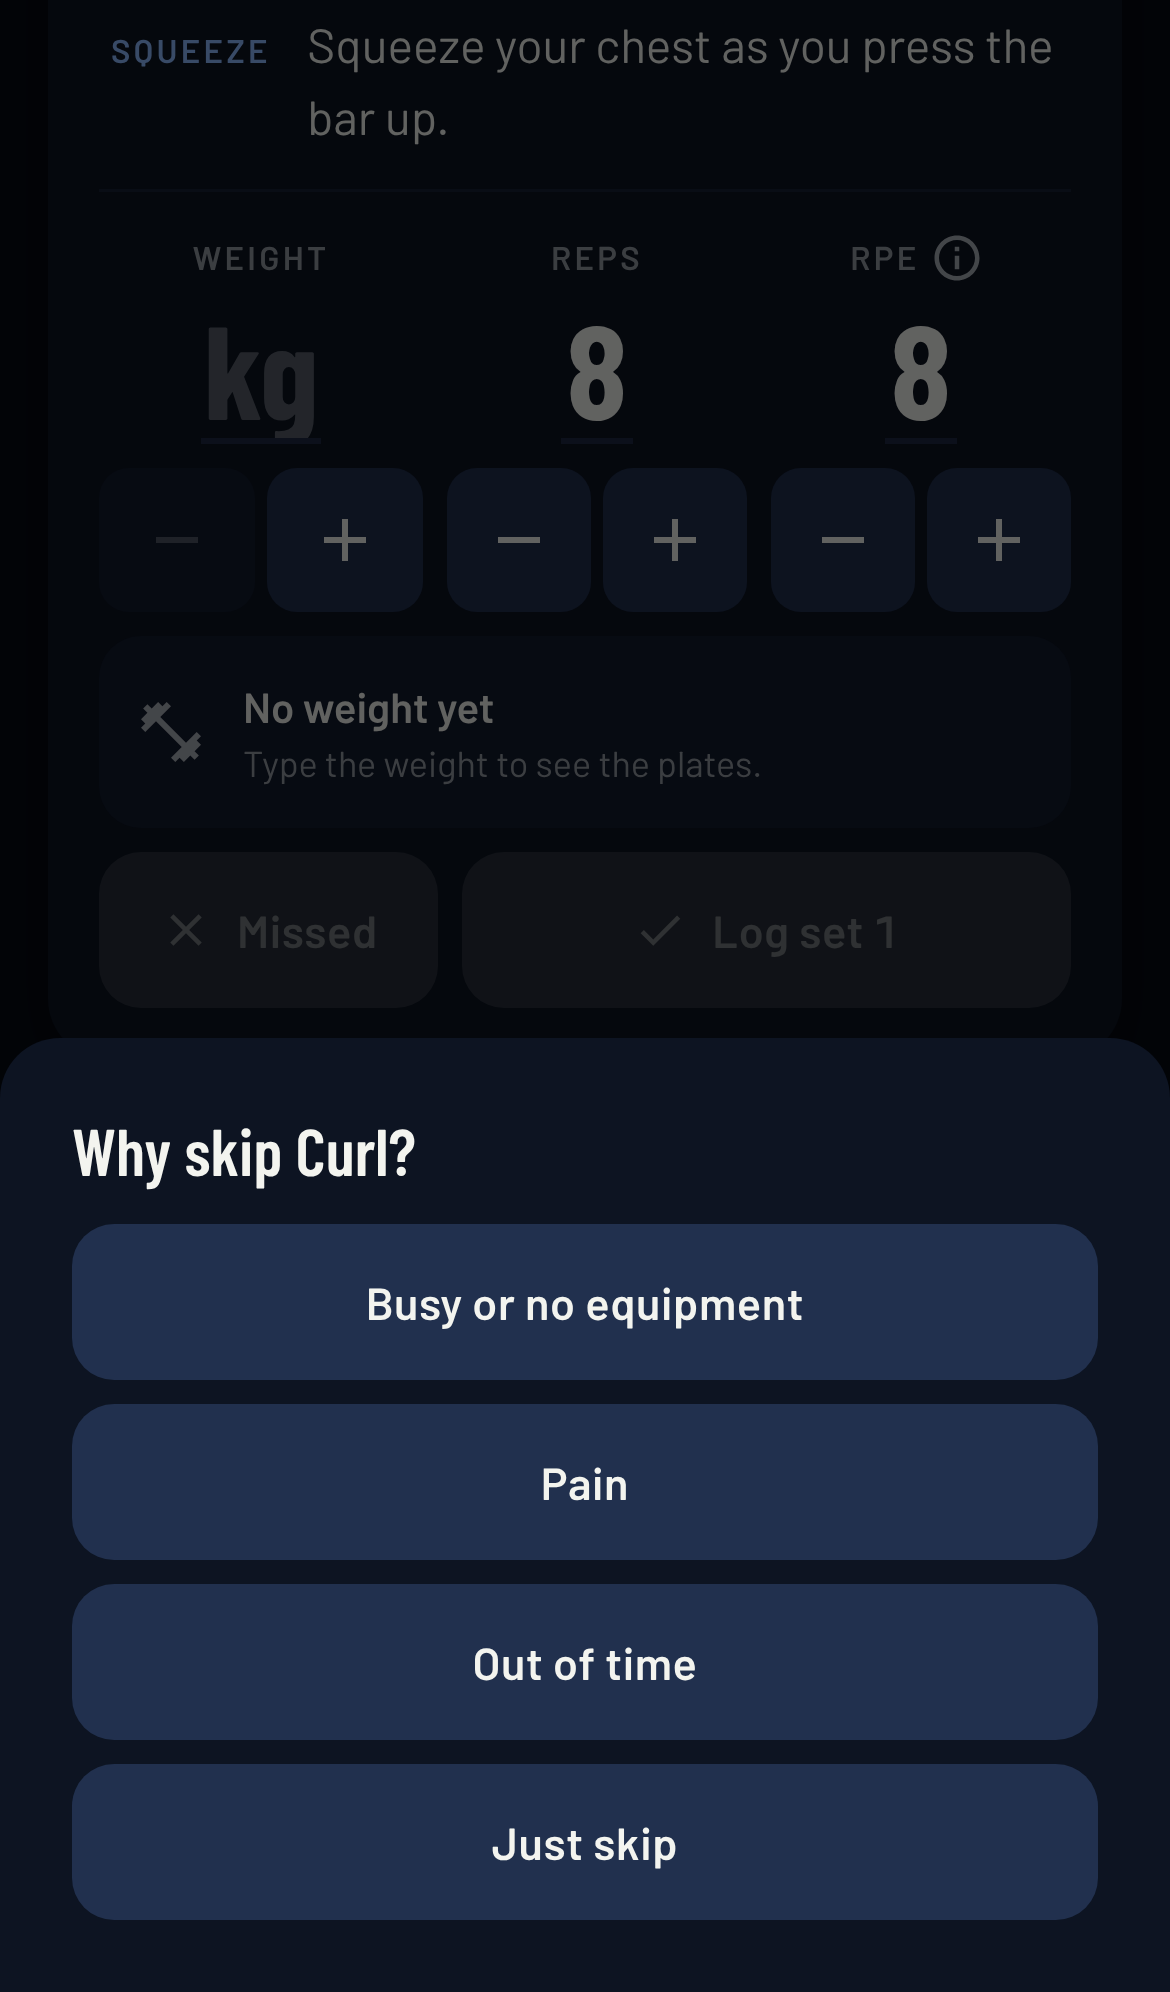 SQUEEZE Squeeze your chest as you press the
bar up.
WEIGHT REPS RPE
kg 8 8
No weight yet
Type the weight to see the plates.
Missed Log set 1
Why skip Curl?
Busy or no equipment
Pain
Out of time
Just skip